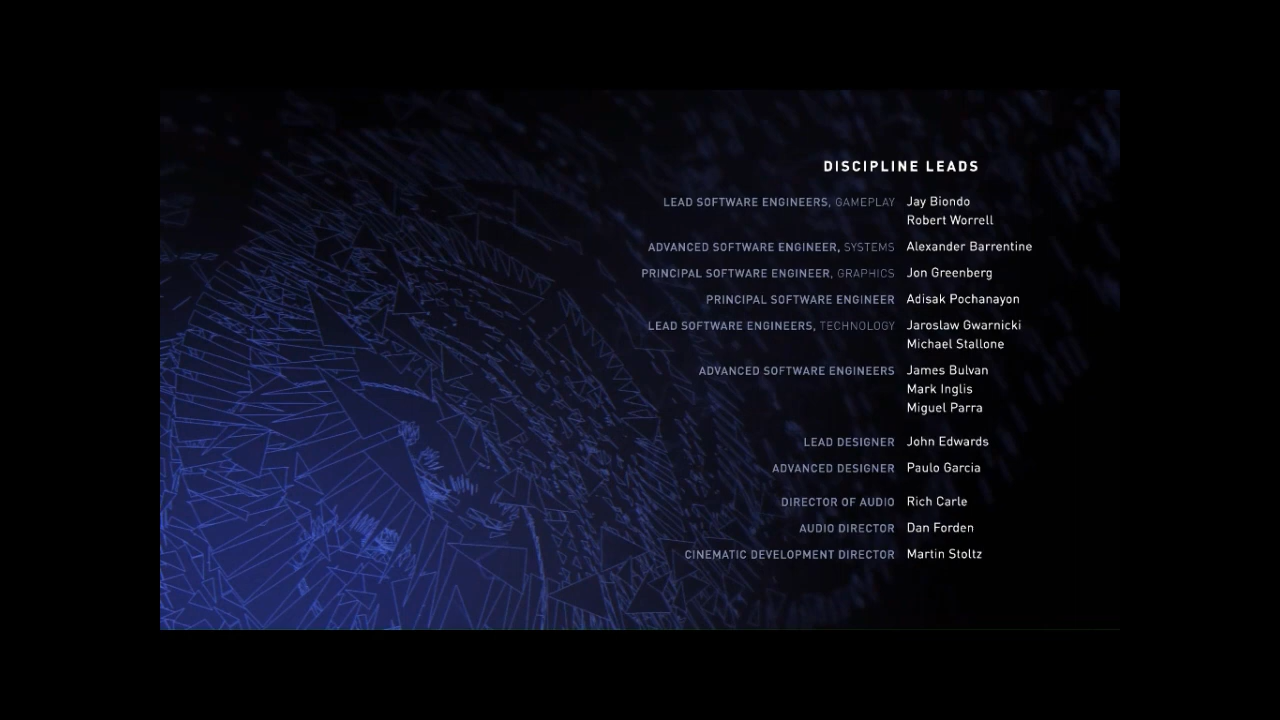 DISCIPLINE LEADS
LEAD SOFTWARE ENGINEERS, GAMEPLAY Jay Biondo
Robert Worrell
ADVANCED SOFTWARE ENGINEER, SYSTEMS Alexander Barrentine
PRINCIPAL SOFTWARE ENGINEER, GRAPHICS Jon Greenberg
PRINCIPAL SOFTWARE ENGINEER Adisak Pochanayon
LEAD SOFTWARE ENGINEERS, TECHNOLOGY Jaroslaw Gwarnicki
Michael Stallone
ADVANCED SOFTWARE ENGINEERS James Bulvan
Mark Inglis
Miguel Parra
LEAD DESIGNER John Edwards
ADVANCED DESIGNER Paulo Garcia
DIRECTOR OF AUDIO Rich Carle
AUDIO DIRECTOR Dan Forden
CINEMATIC DEVELOPMENT DIRECTOR Martin Stoltz